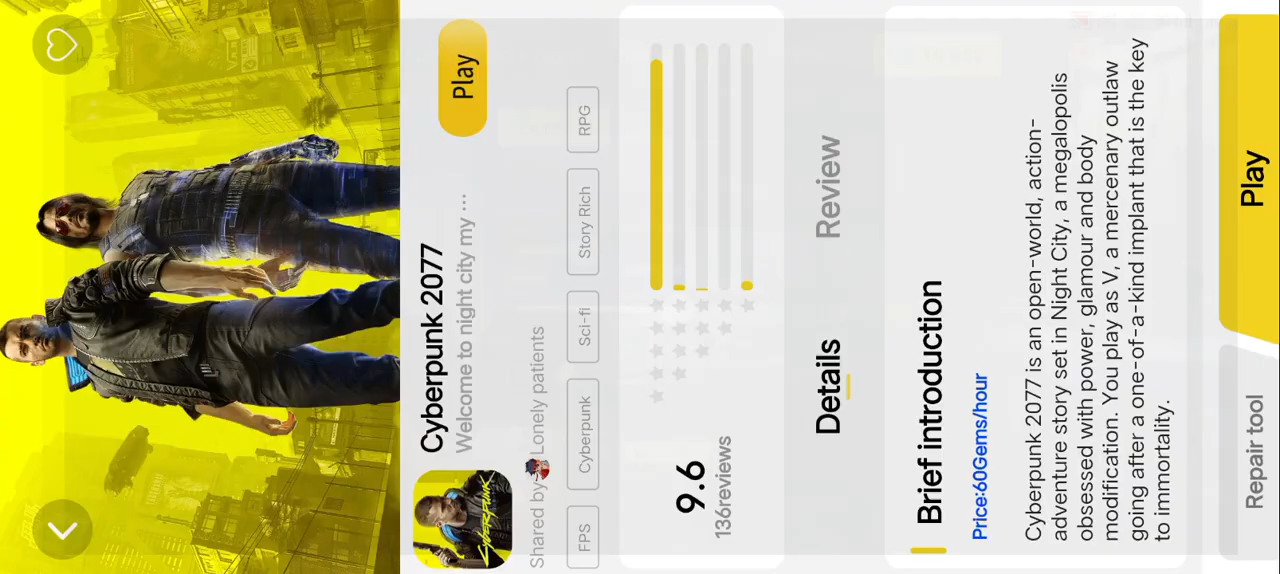 CYBERPUNK
Cyberpunk 2077
Welcome to night city my ...
Play
Shared by Lonely patients
FPS
Cyberpunk
Sci-fi
Story Rich
RPG
9.6
136reviews
Details
Review
Brief introduction
Price:60Gems/hour
Cyberpunk 2077 is an open-world, action-
adventure story set in Night City, a megalopolis
obsessed with power, glamour and body
modification. You play as V, a mercenary outlaw
going after a one-of-a-kind implant that is the key
to immortality.
Repair tool
Play